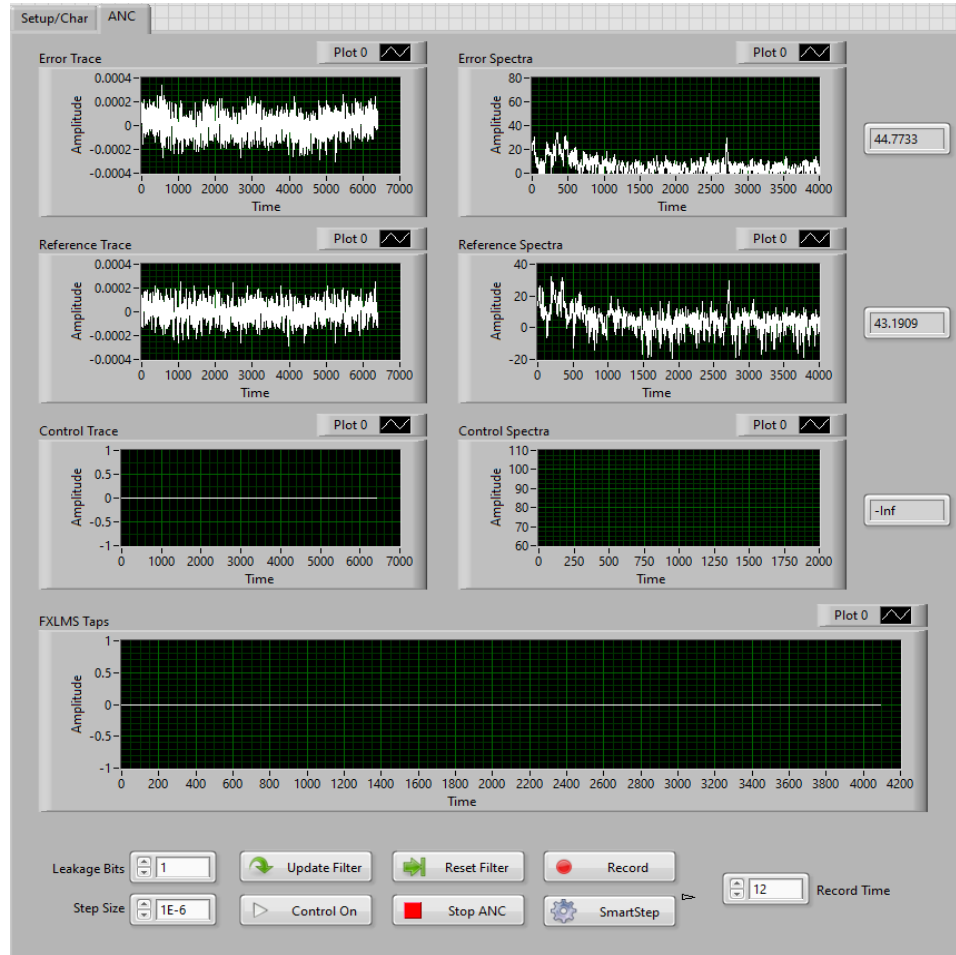 Setup/Char ANC
Error Trace Plot 0
Amplitude
0.0004
0.0002
0
-0.0002
-0.0004
0 1000 2000 3000 4000 5000 6000 7000
Time
Error Spectra Plot 0
Amplitude
80
60
40
20
0
0 500 1000 1500 2000 2500 3000 3500 4000
Time
44.7733
Reference Trace Plot 0
Amplitude
0.0004
0.0002
0
-0.0002
-0.0004
0 1000 2000 3000 4000 5000 6000 7000
Time
Reference Spectra Plot 0
Amplitude
40
20
0
-20
0 500 1000 1500 2000 2500 3000 3500 4000
Time
43.1909
Control Trace Plot 0
Amplitude
1
0.5
0
-0.5
-1
0 1000 2000 3000 4000 5000 6000 7000
Time
Control Spectra Plot 0
Amplitude
110
100
90
80
70
60
0 250 500 750 1000 1250 1500 1750 2000
Time
-Inf
FXLMS Taps Plot 0
Amplitude
1
0.5
0
-0.5
-1
0 200 400 600 800 1000 1200 1400 1600 1800 2000 2200 2400 2600 2800 3000 3200 3400 3600 3800 4000 4200
Time
Leakage Bits 1 Update Filter Reset Filter Record
Step Size 1E-6 Control On Stop ANC SmartStep
12 Record Time